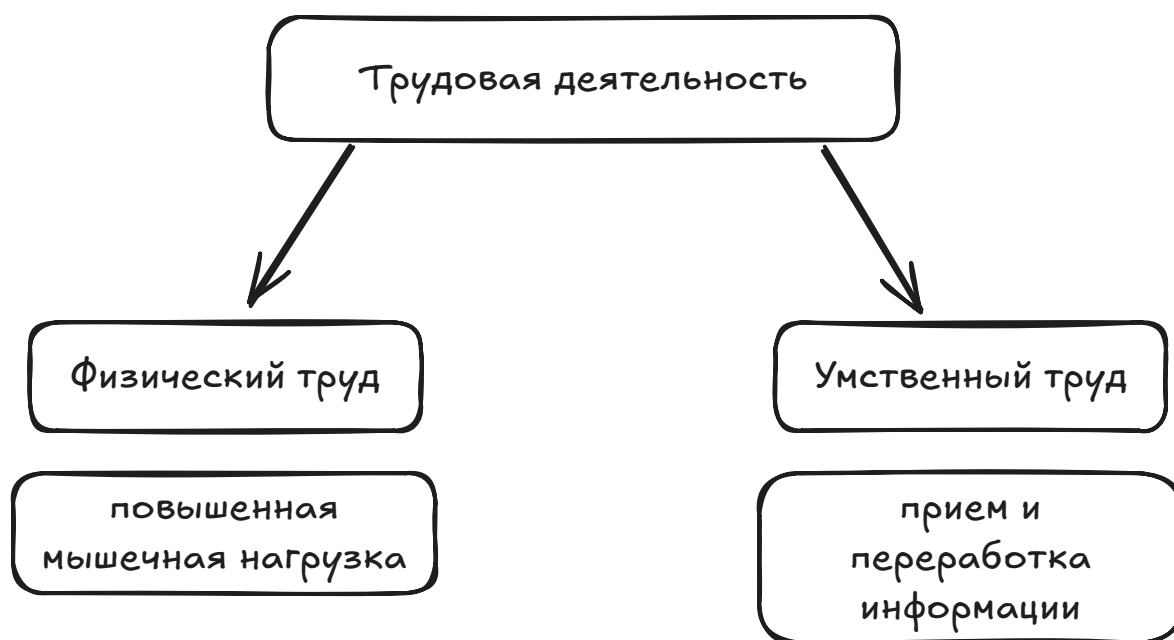 Трудовая деятельность
Физический труд
Умственный труд
повышенная
мышечная нагрузка
прием и
переработка
информации